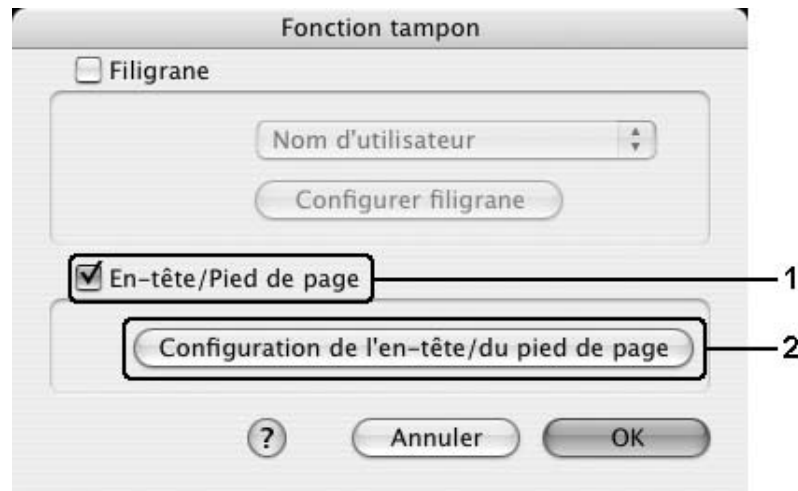 Fonction tampon
Filigrane
Nom d'utilisateur
Configurer filigrane
En-tête/Pied de page
1
Configuration de l'en-tête/du pied de page
2
?
Annuler
OK